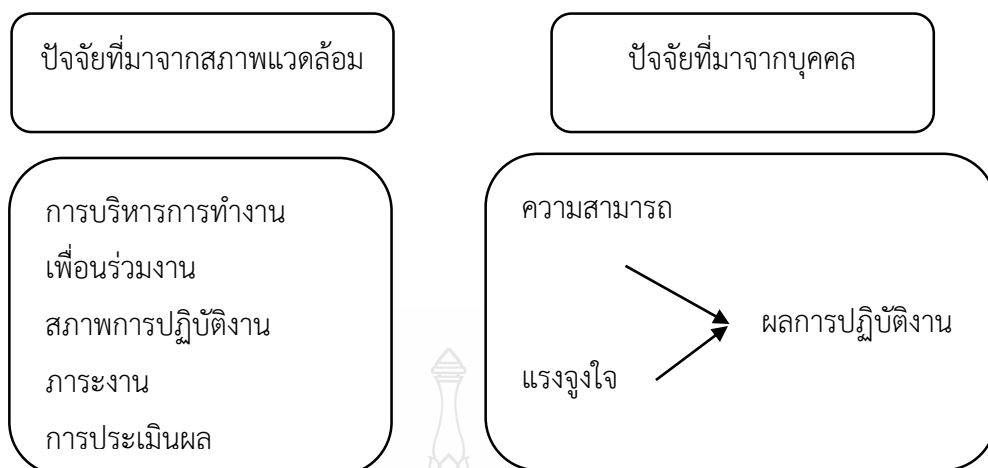 ปัจจัยที่มาจากสภาพแวดล้อม
ปัจจัยที่มาจากบุคคล
การบริหารการทำงาน
เพื่อนร่วมงาน
สภาพการปฏิบัติงาน
ภาระงาน
การประเมินผล
ความสามารถ
ผลการปฏิบัติงาน
แรงจูงใจ